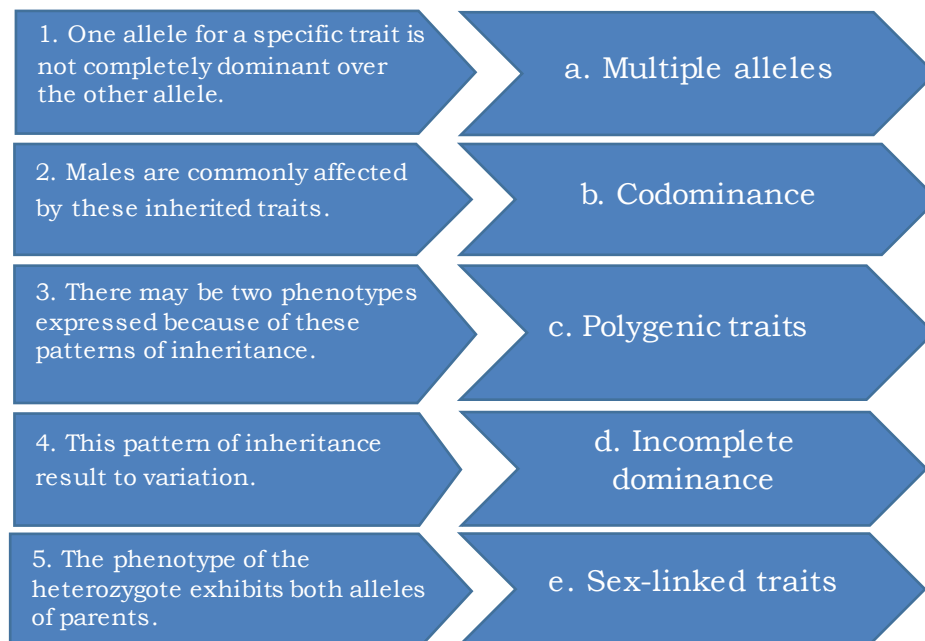 1. One allele for a specific trait is
not completely dominant over
the other allele.
a. Multiple alleles
2. Males are commonly affected
by these inherited traits.
b. Codominance
3. There may be two phenotypes
expressed because of these
patterns of inheritance.
c. Polygenic traits
4. This pattern of inheritance
result to variation.
d. Incomplete
dominance
5. The phenotype of the
heterozygote exhibits both alleles
of parents.
e. Sex-linked traits